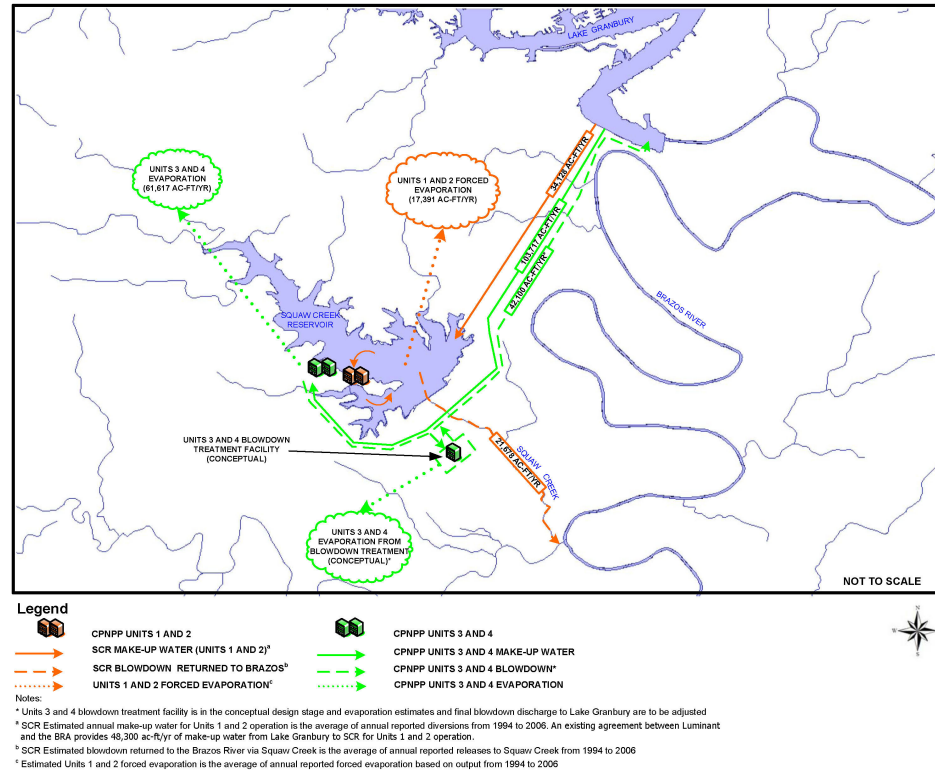 LAKE GRANBURY
34,128 AC-FT/YR
UNITS 3 AND 4
EVAPORATION
(61,617 AC-FT/YR)
UNITS 1 AND 2 FORCED
EVAPORATION
(17,391 AC-FT/YR)
103,717 AC-FT/YR
42,100 AC-FT/YR*
BRAZOS RIVER
SQUAW CREEK
RESERVOIR
UNITS 3 AND 4 BLOWDOWN
TREATMENT FACILITY
(CONCEPTUAL)
SQUAW CREEK
21,678 AC-FT/YR
UNITS 3 AND 4
EVAPORATION FROM
BLOWDOWN TREATMENT
(CONCEPTUAL)*
NOT TO SCALE
Legend
CPNPP UNITS 1 AND 2
SCR MAKE-UP WATER (UNITS 1 AND 2)a
SCR BLOWDOWN RETURNED TO BRAZOSb
UNITS 1 AND 2 FORCED EVAPORATIONc
CPNPP UNITS 3 AND 4
CPNPP UNITS 3 AND 4 MAKE-UP WATER
CPNPP UNITS 3 AND 4 BLOWDOWN*
CPNPP UNITS 3 AND 4 EVAPORATION
N
W
E
S
Notes:
* Units 3 and 4 blowdown treatment facility is in the conceptual design stage and evaporation estimates and final blowdown discharge to Lake Granbury are to be adjusted
a SCR Estimated annual make-up water for Units 1 and 2 operation is the average of annual reported diversions from 1994 to 2006. An existing agreement between Luminant
and the BRA provides 48,300 ac-ft/yr of make-up water from Lake Granbury to SCR for Units 1 and 2 operation.
b SCR Estimated blowdown returned to the Brazos River via Squaw Creek is the average of annual reported releases to Squaw Creek from 1994 to 2006
c Estimated Units 1 and 2 forced evaporation is the average of annual reported forced evaporation based on output from 1994 to 2006